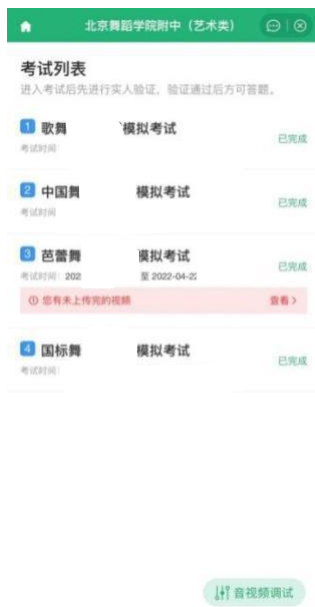 北京舞蹈学院附中（艺术类）
考试列表
进入考试后先进行实人验证，验证通过后方可答题。
1 歌舞 模拟考试
已完成
考试时间:
2 中国舞 模拟考试
已完成
考试时间
3 芭蕾舞 模拟考试
已完成
考试时间: 202 至 2022-04-2
您有未上传完的视频 查看 >
4 国标舞 模拟考试
已完成
考试时间:
音视频调试